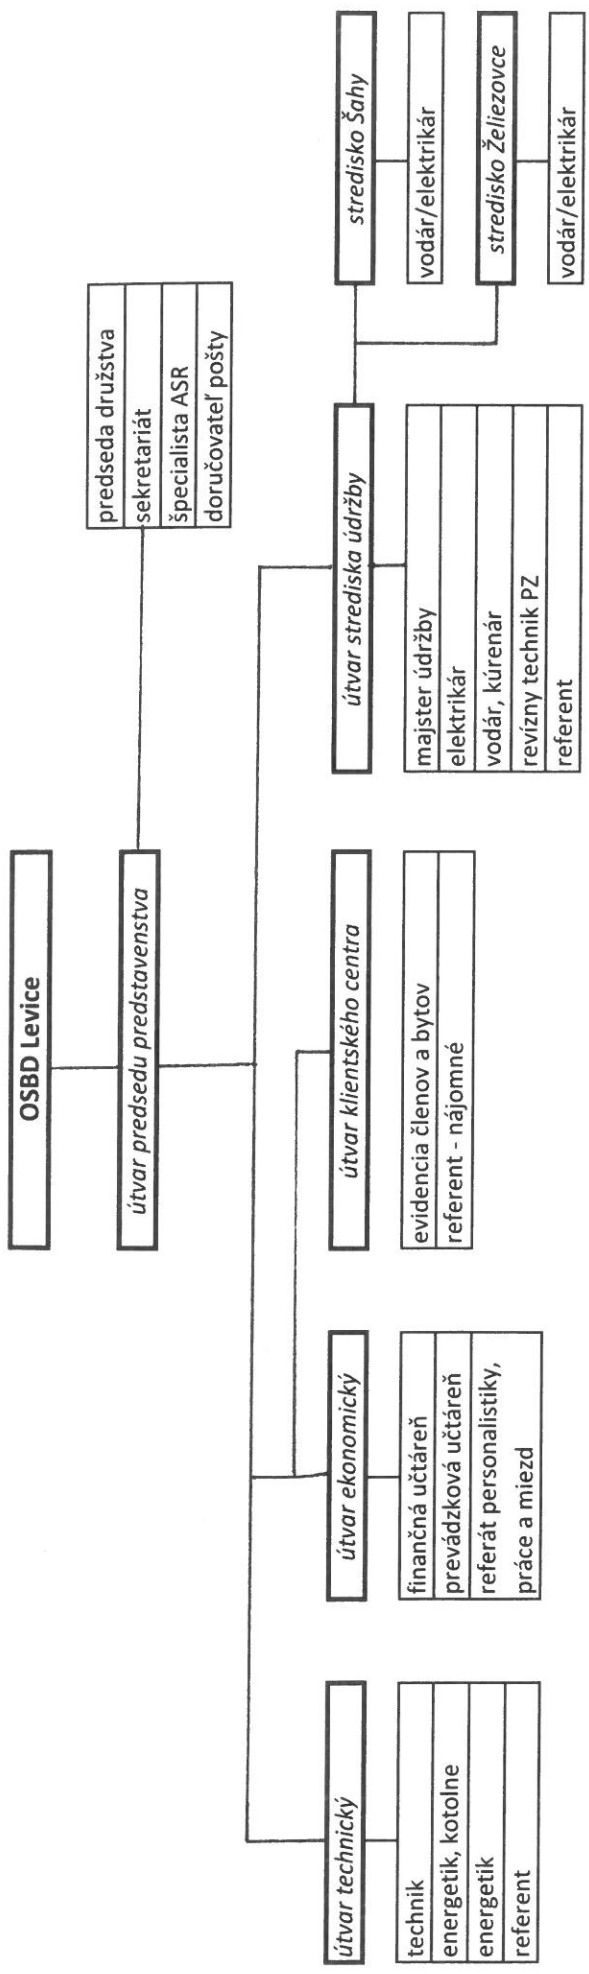 OSBD Levice
útvar predsedu predstavenstva
predseda družstva
sekretariát
špecialista ASR
doručovateľ pošty
útvar technický
technik
energetik, kotolne
energetik
referent
útvar ekonomický
finančná učtáreň
prevádzková učtáreň
referát personalistiky,
práce a miezd
útvar klientského centra
evidencia členov a bytov
referent - nájomné
útvar strediska údržby
majster údržby
elektrikár
vodár, kúrenár
revízny technik PZ
referent
stredisko Šahy
vodár/elektrikár
stredisko Želiezovce
vodár/elektrikár